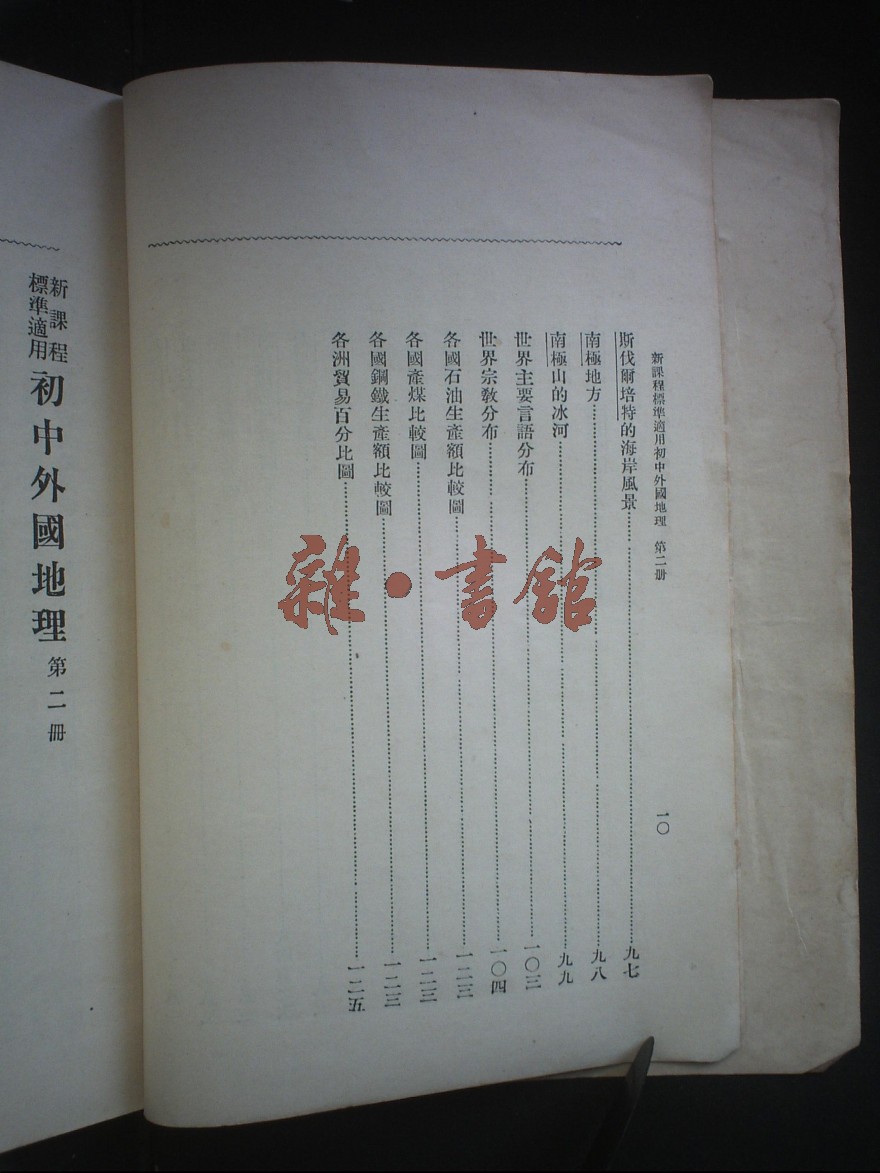 新課程標準適用初中外國地理 第二册
一〇
斯伐爾培特的海岸風景……九七
南極地方……九八
南極山的冰河……九九
世界主要言語分布……一〇三
世界宗教分布……一〇四
各國石油生產額比較圖……一二三
各國產煤比較圖……一二三
各國鋼鐵生產額比較圖……一二三
各洲貿易百分比圖……一二五
新課程標準適用 初中外國地理 第二冊
雜·書館